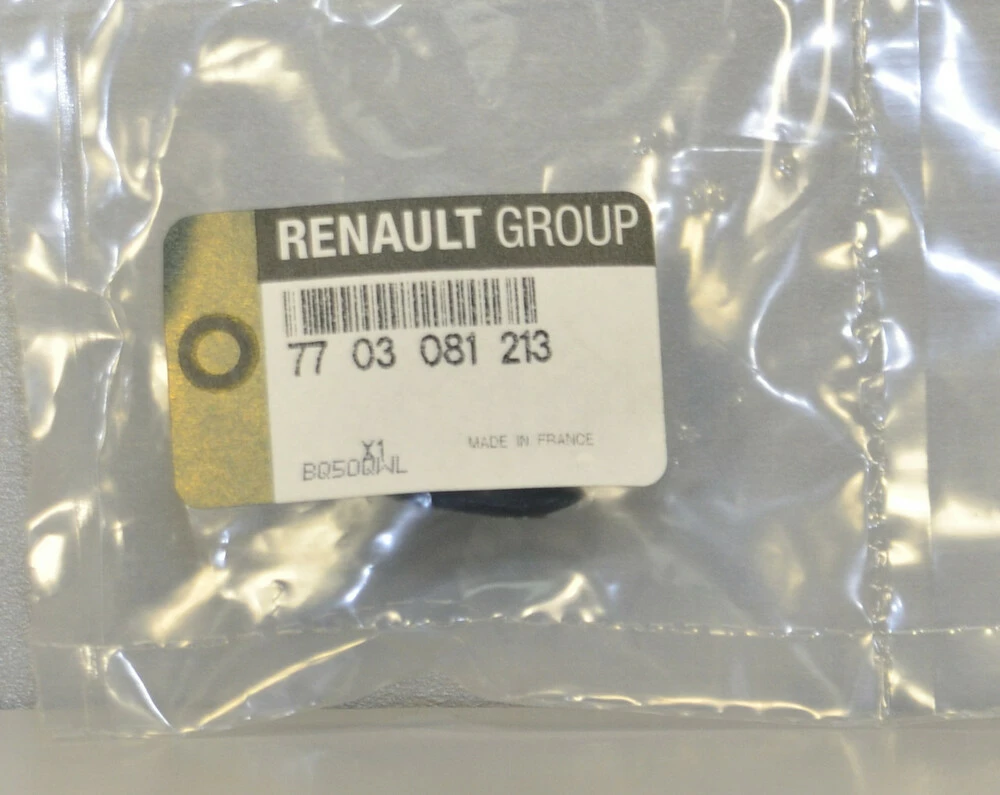 RENAULT GROUP
77 03 081 213
X1
MADE IN FRANCE
BQ50QWL